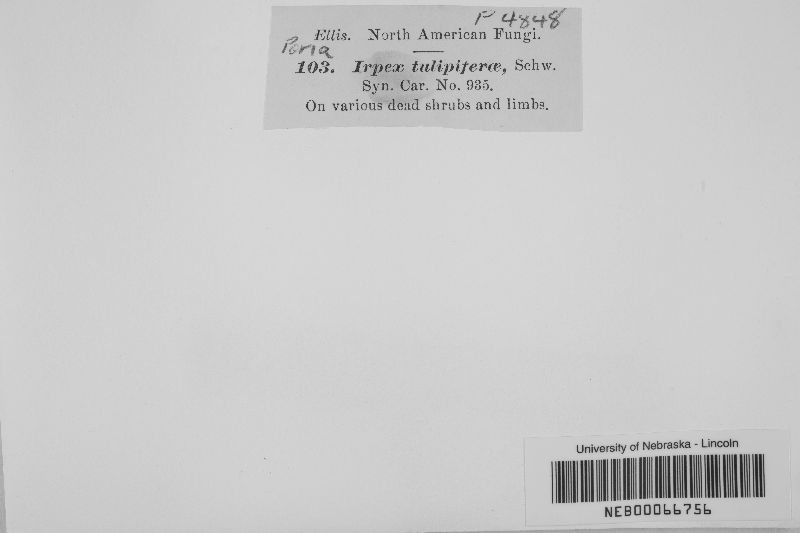 P 4848
Ellis. North American Fungi.
Poria
103. Irpex tulipiferæ, Schw.
Syn. Car. No. 935.
On various dead shrubs and limbs.
University of Nebraska - Lincoln
NEB00066756